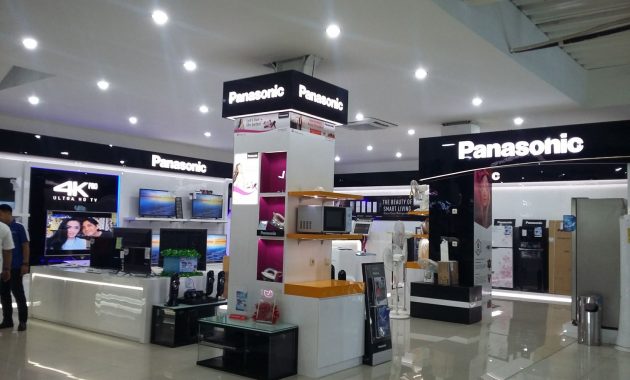 Panasonic
Panasonic
Panasonic
Panasonic
4K
ULTRA HD TV
THE BEAUTY OF
SMART LIVING